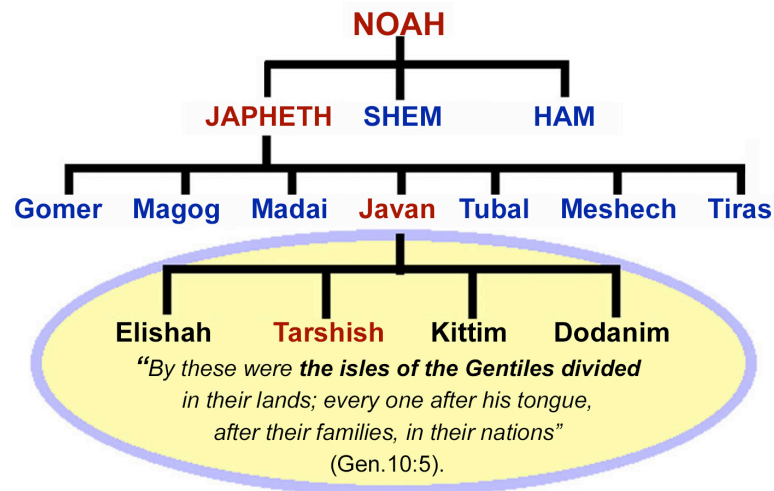 NOAH
JAPHETH SHEM HAM
Gomer Magog Madai Javan Tubal Meshech Tiras
Elishah Tarshish Kittim Dodanim
“By these were the isles of the Gentiles divided
in their lands; every one after his tongue,
after their families, in their nations”
(Gen.10:5).